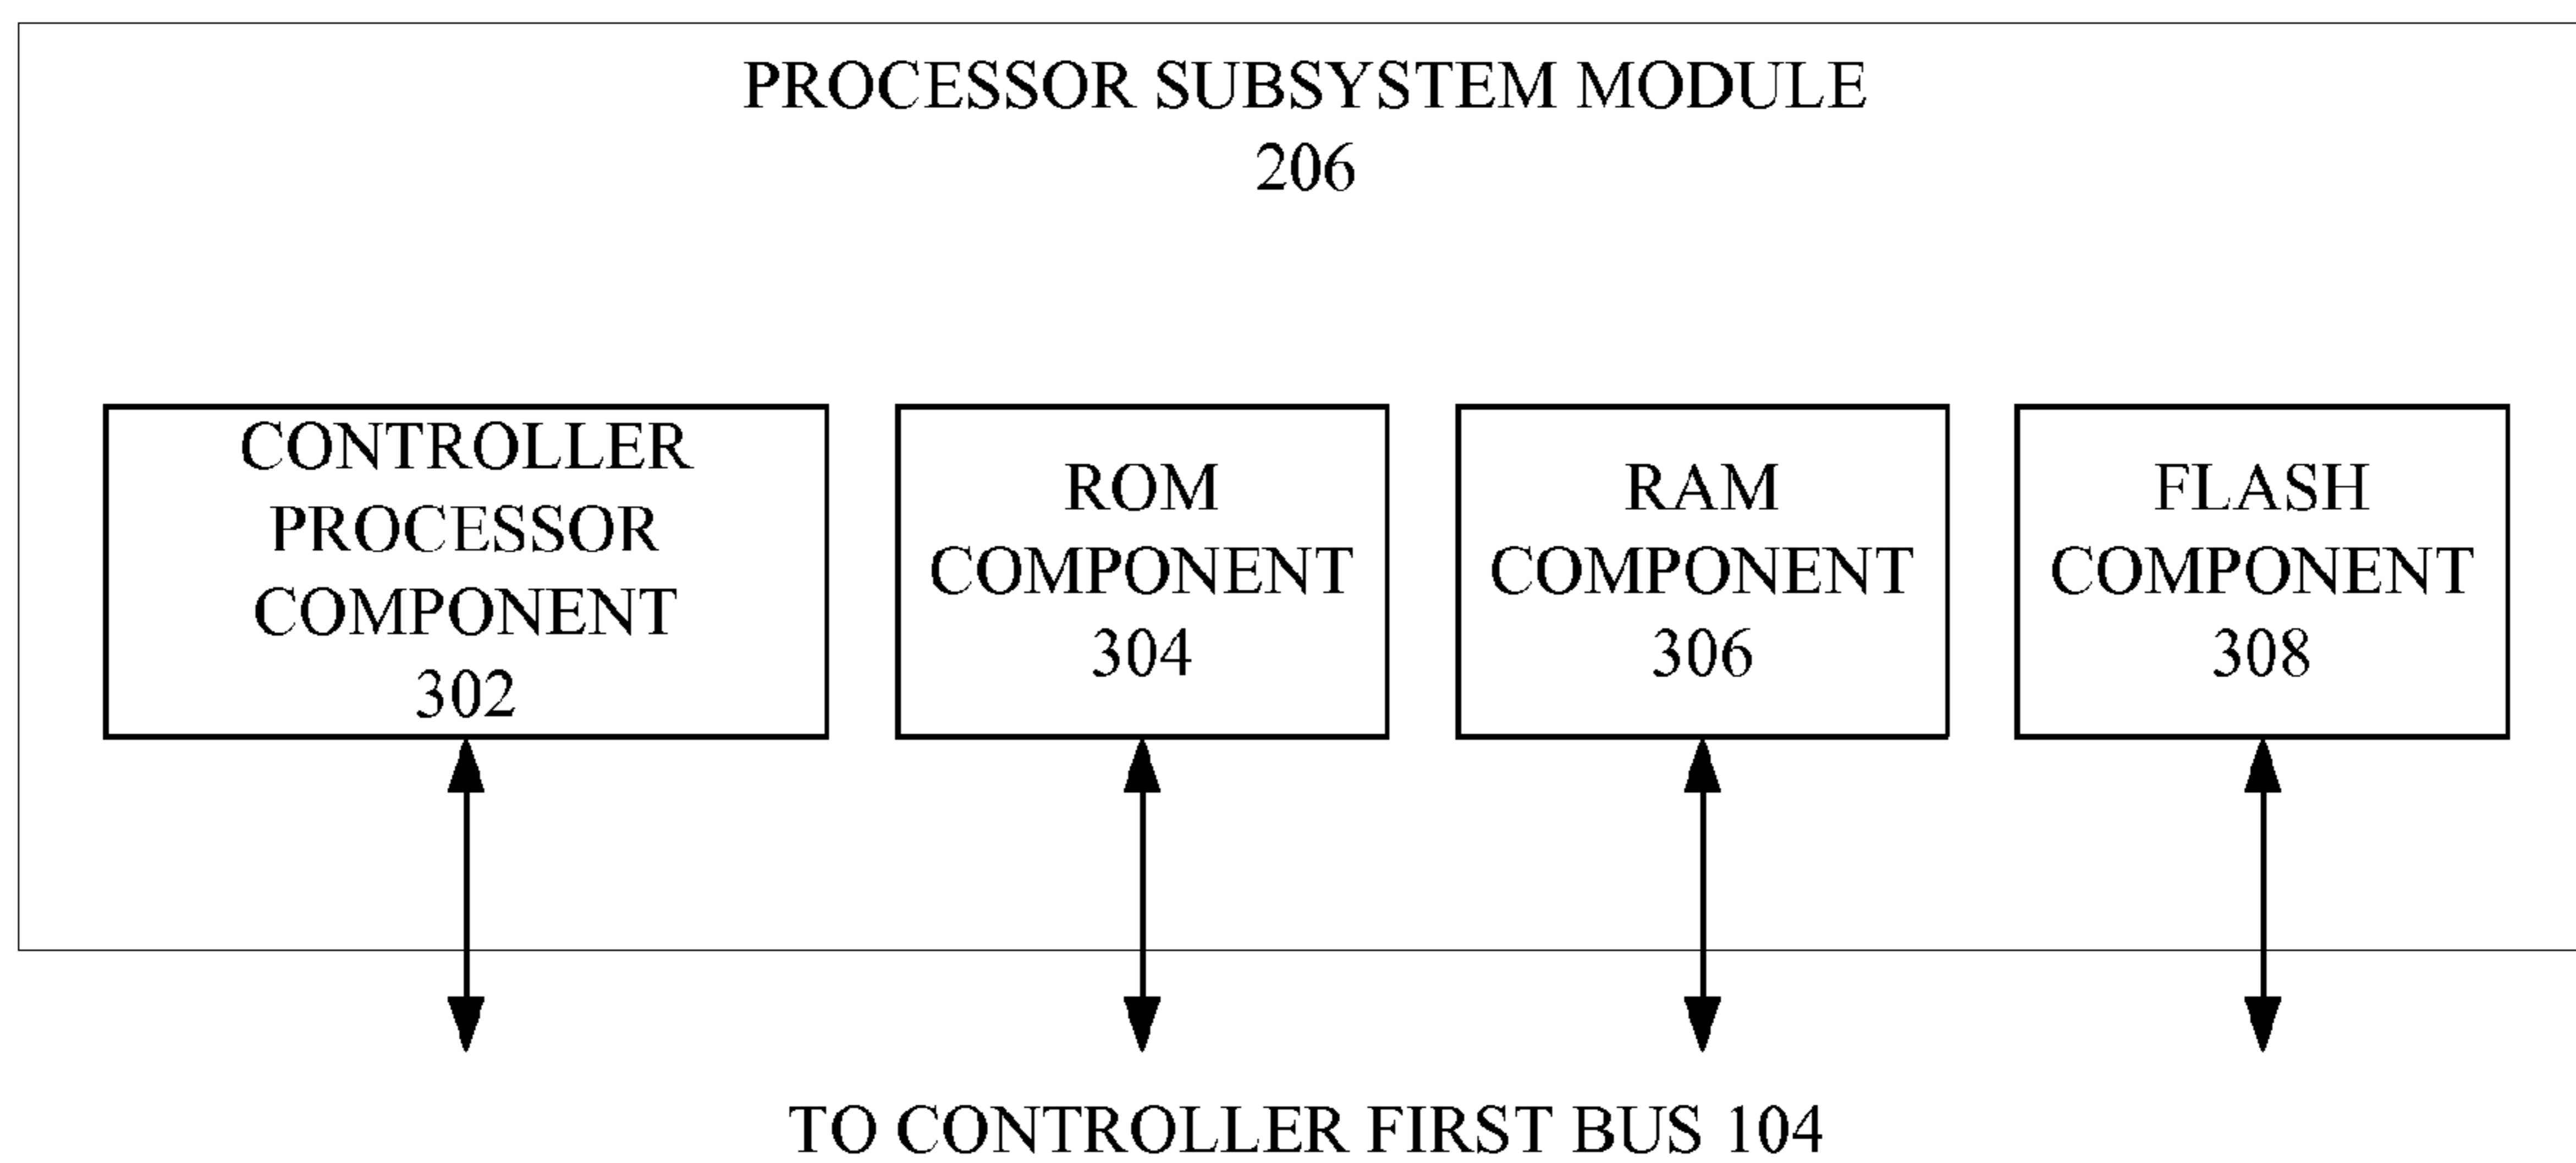 PROCESSOR SUBSYSTEM MODULE
206
CONTROLLER
PROCESSOR
COMPONENT
302
ROM
COMPONENT
304
RAM
COMPONENT
306
FLASH
COMPONENT
308
TO CONTROLLER FIRST BUS 104